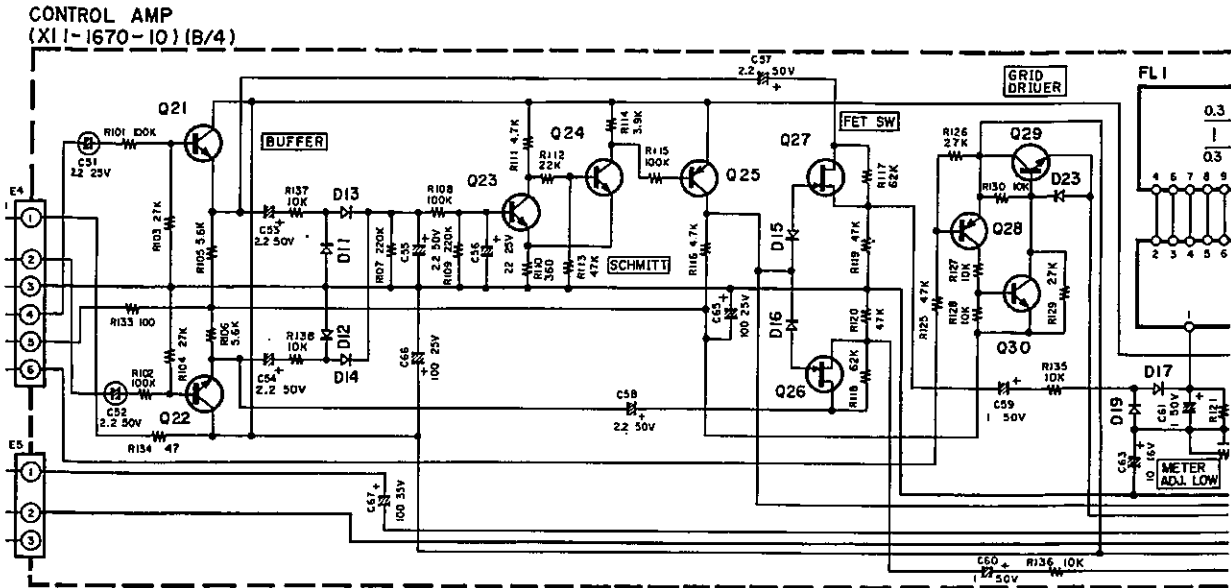 CONTROL AMP
(X11-1670-10)(B/4)
C57
2.2 50V
GRID
DRIUER
FL1
0.3
1
0.3
Q21
R101 100K
C51
22 25V
BUFFER
R111 4.7K
Q24
R114
3.9K
R112
22K
R115
100K
Q25
Q27
FET SW
R117
62K
R126
27K
Q29
R130 10K
D23
4 6 7 8 9
2 3 4 5 6
E4
1
1
2
3
4
5
6
R103 27K
R105 5.6K
R137
10K
C53
2.2 50V
D13
D11
R108
100K
Q23
R107 220K
C55
2.2 50V
R109 220K
C56
22 25V
R110
360
R113
47K
SCHMITT
R116 4.7K
D15
R119 47K
Q28
R127
10K
R128
10K
R129 27K
R125 47K
Q30
R133 100
R104 27K
R106
5.6K
R138
10K
D12
D14
C54
2.2 50V
C66
100 25V
C65
100 25V
D16
R120
47K
R118 62K
Q26
R102
100K
C52
2.2 50V
Q22
R134 47
C58
2.2 50V
C59
1 50V
R135
10K
D17
D19
C61
1 50V
R121
C63
10 16V
METER
ADJ. LOW
1
E5
1
2
3
C67
100 35V
C60
1 50V
R136 10K